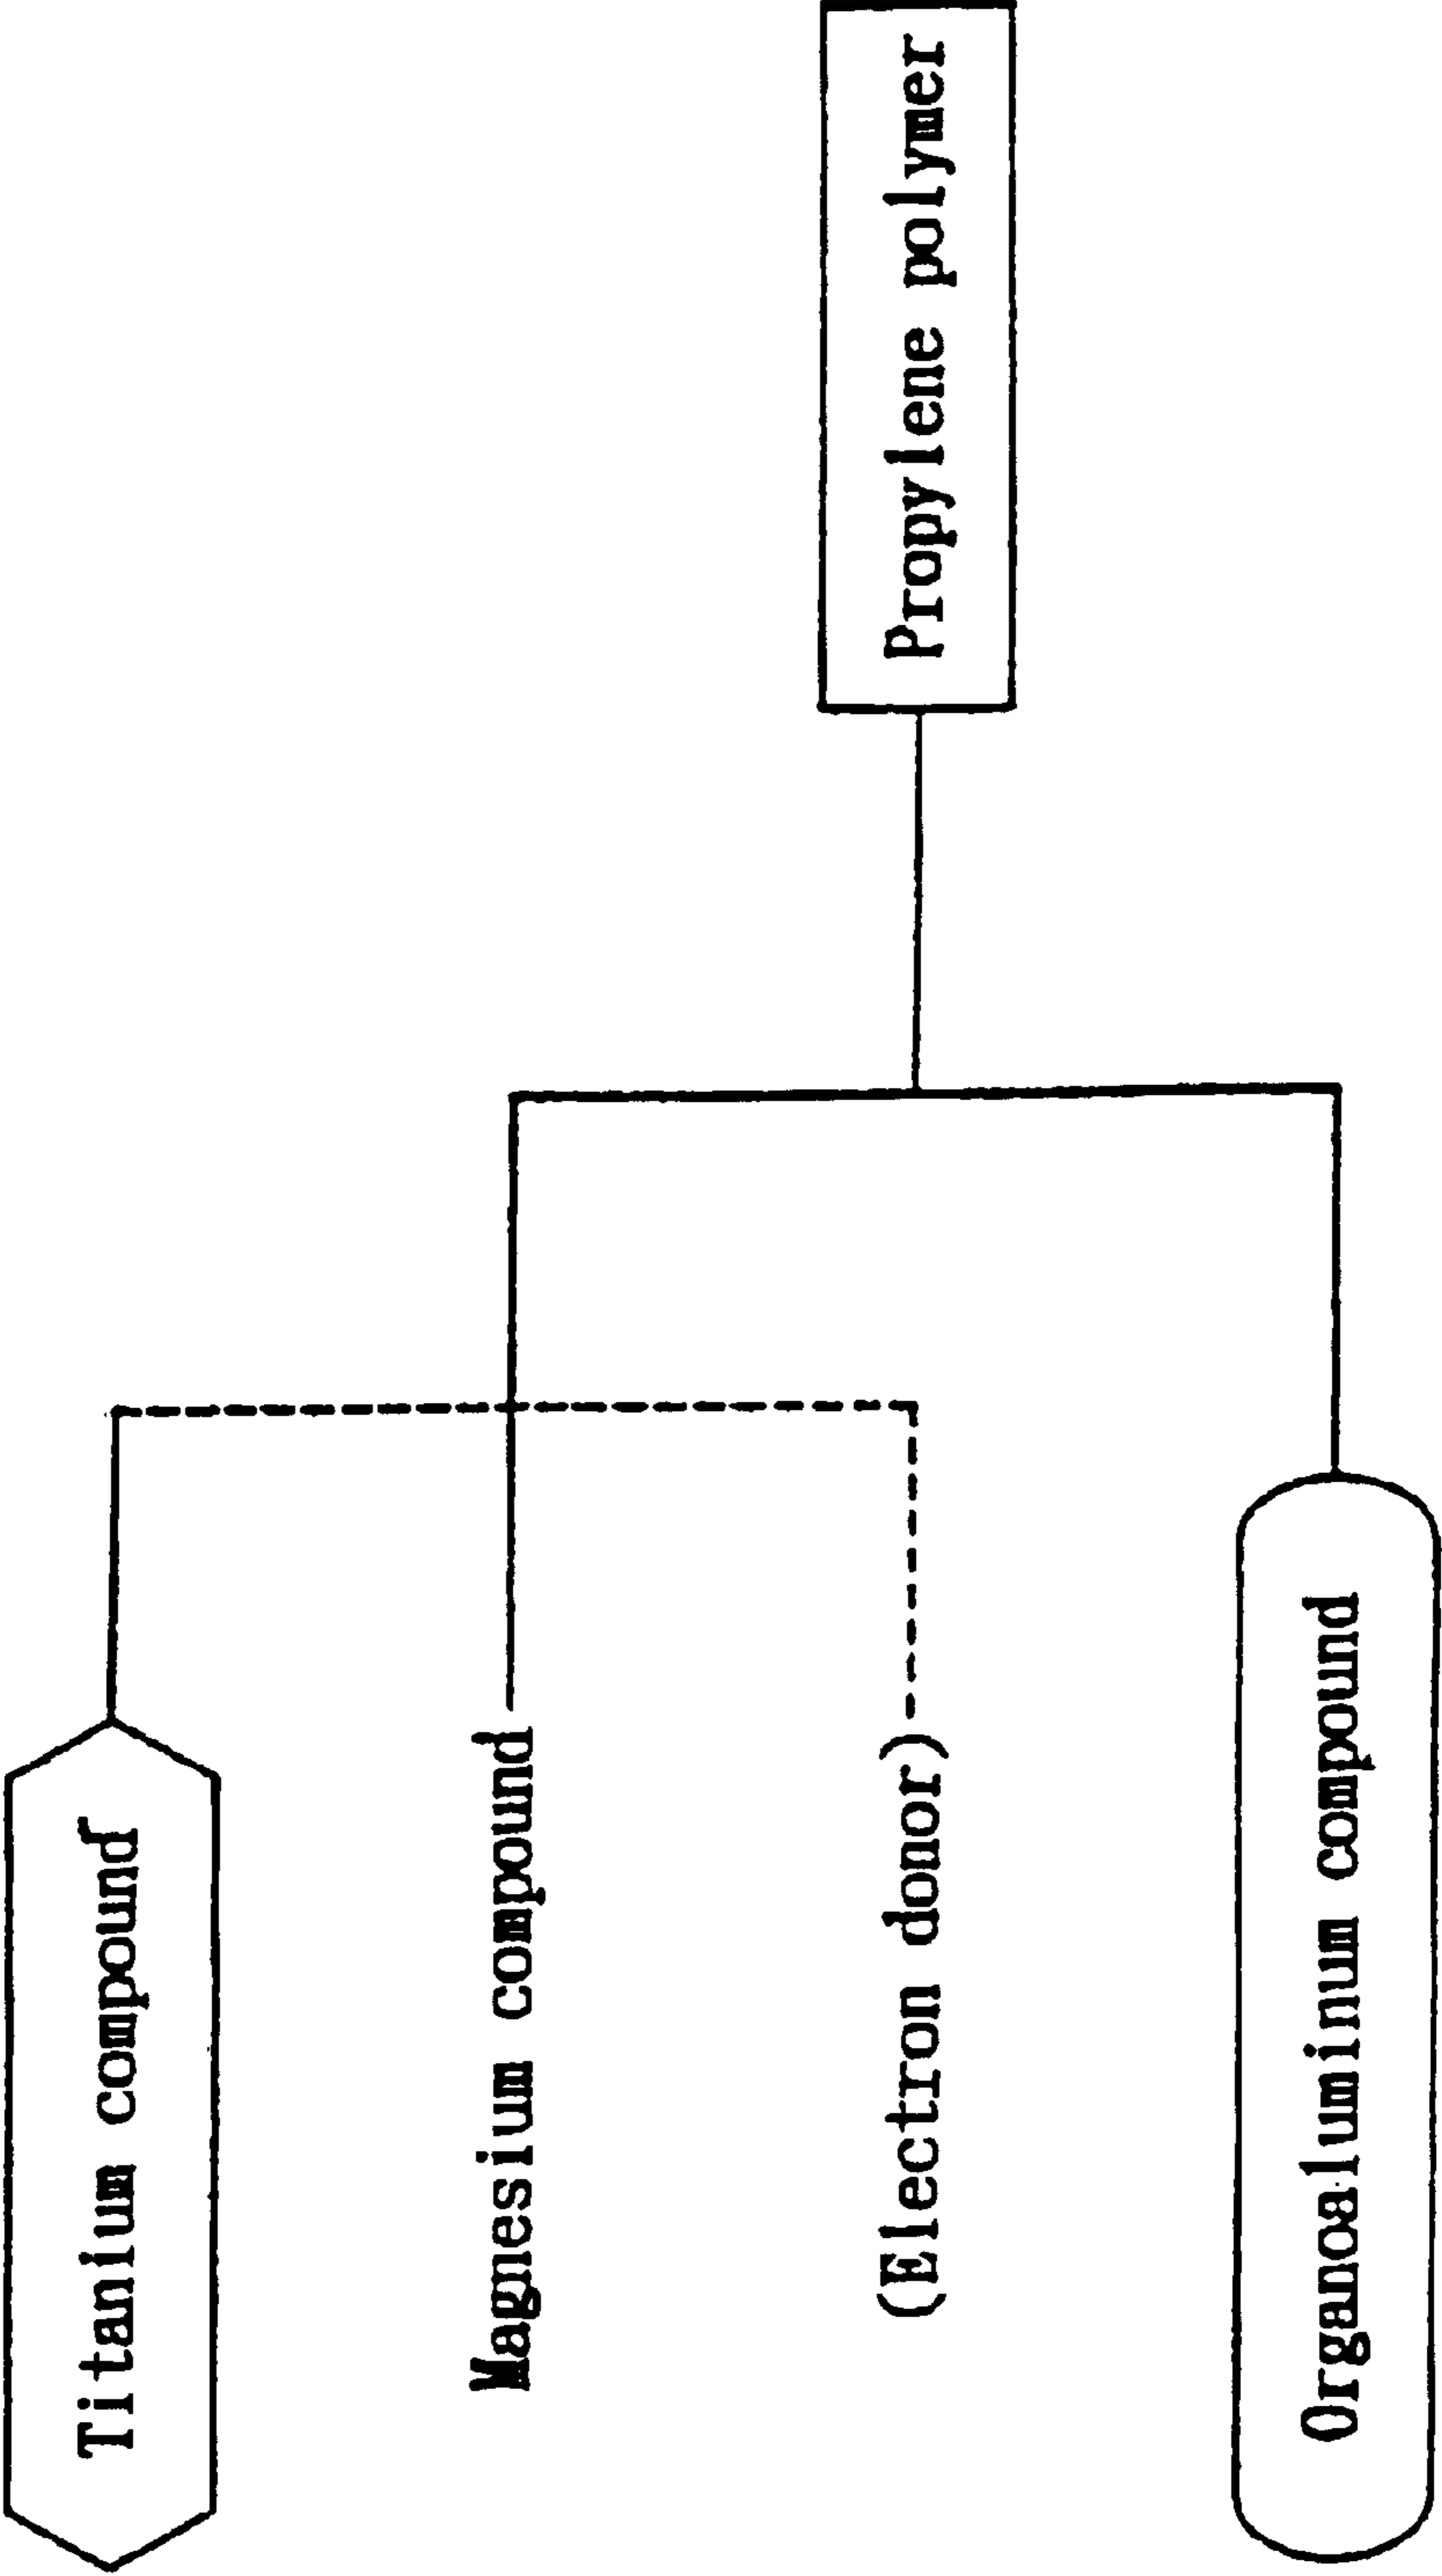 Titanium compound
Magnesium compound
(Electron donor)
Organoaluminum compound
Propylene polymer